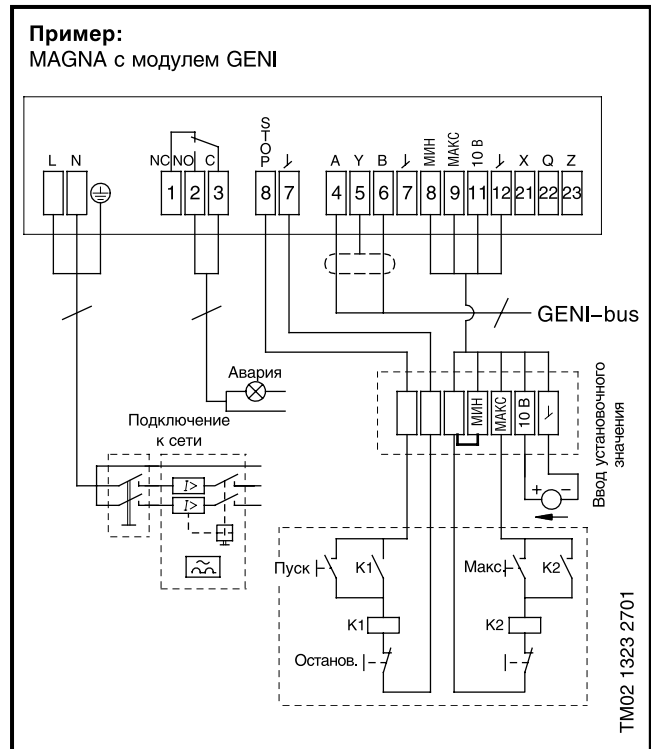 Пример:
MAGNA с модулем GENI
STOP
МИН
МАКС
10 В
L N
NC NO C
A Y B
X Q Z
1 2 3
8 7
4 5 6 7 8 9 11 12 21 22 23
GENI-bus
Авария
Подключение
к сети
I>
I>
МИН
МАКС
10 В
+ −
Ввод установочного
значения
Пуск
K1
Макс.
K2
K1
K2
Останов.
TM02 1323 2701